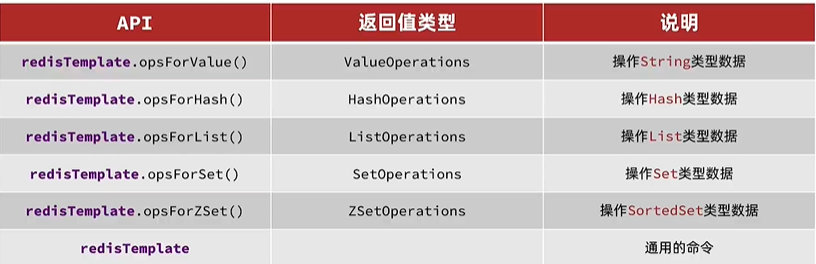 API 返回值类型 说明
redisTemplate.opsForValue() ValueOperations 操作String类型数据
redisTemplate.opsForHash() HashOperations 操作Hash类型数据
redisTemplate.opsForList() ListOperations 操作List类型数据
redisTemplate.opsForSet() SetOperations 操作Set类型数据
redisTemplate.opsForZSet() ZSetOperations 操作SortedSet类型数据
redisTemplate 通用的命令